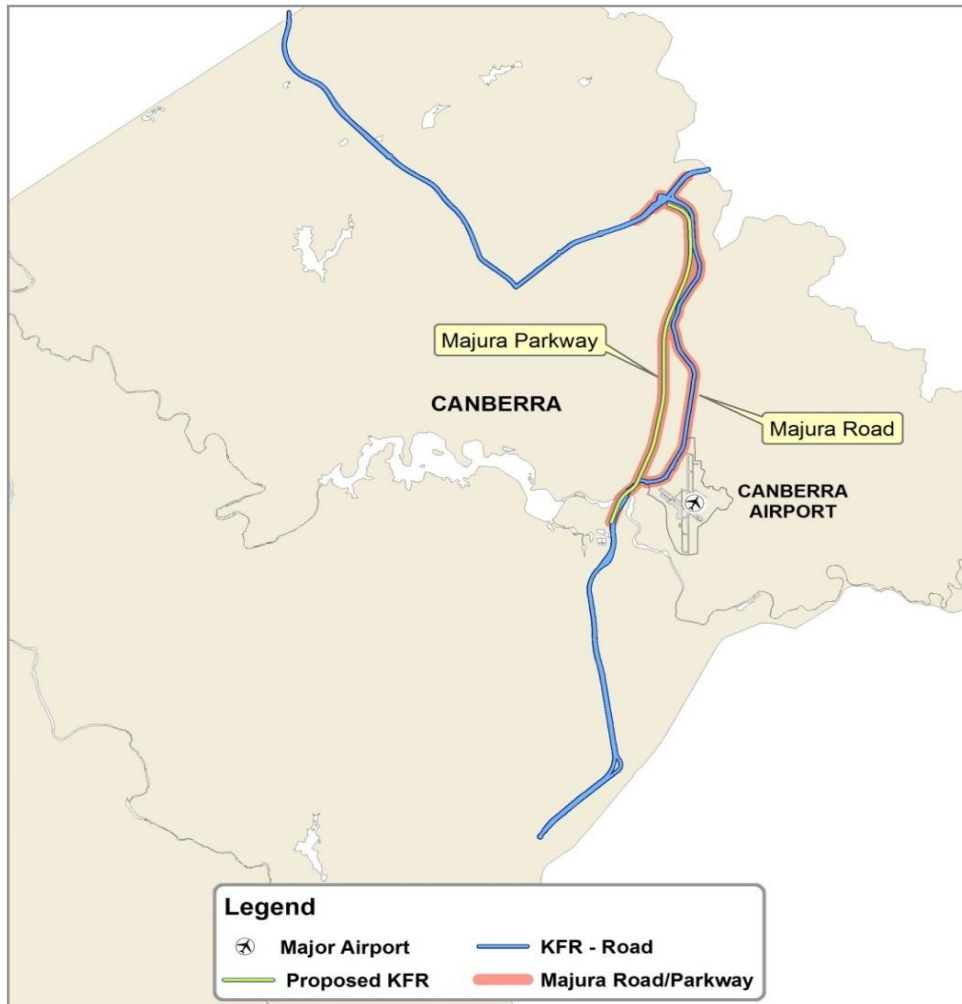 Majura Parkway
CANBERRA
Majura Road
CANBERRA
AIRPORT
Legend
Major Airport
KFR - Road
Proposed KFR
Majura Road/Parkway